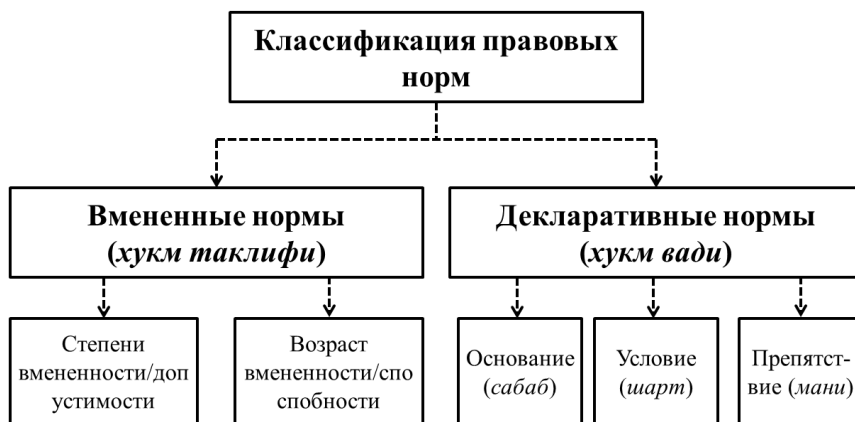 Классификация правовых
норм
Вмененные нормы
(хукм таклифи)
Декларативные нормы
(хукм вади)
Степени
вмененности/доп
устимости
Возраст
вмененности/спо
спобности
Основание
(сабаб)
Условие
(шарт)
Препятст-
вие (мани)